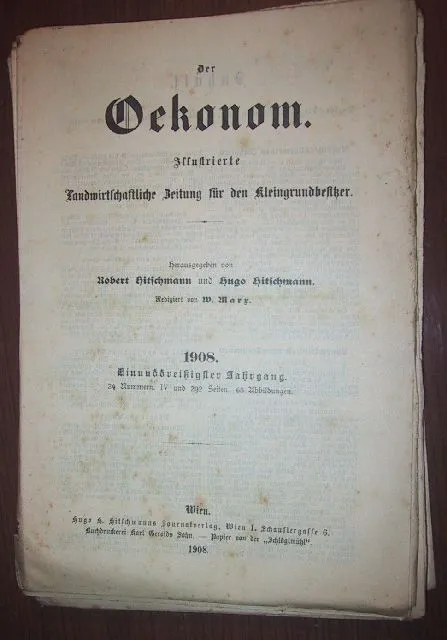 Der
Oekonom.
Illustrierte
Landwirtschaftliche Zeitung für den Kleingrundbesitzer.
Herausgegeben von
Robert Hitschmann und Hugo Hitschmann.
Redigiert von W. Marx.
1908.
Einunddreißigster Jahrgang.
24 Nummern. IV und 292 Seiten. Abbildungen.
Wien.
Hugo H. Hitschmanns Journalverlag, Wien I, Schauflergasse 6.
Buchdruckerei Karl Gerolds Sohn. — Papier von der „Schlöglmühl“.
1908.